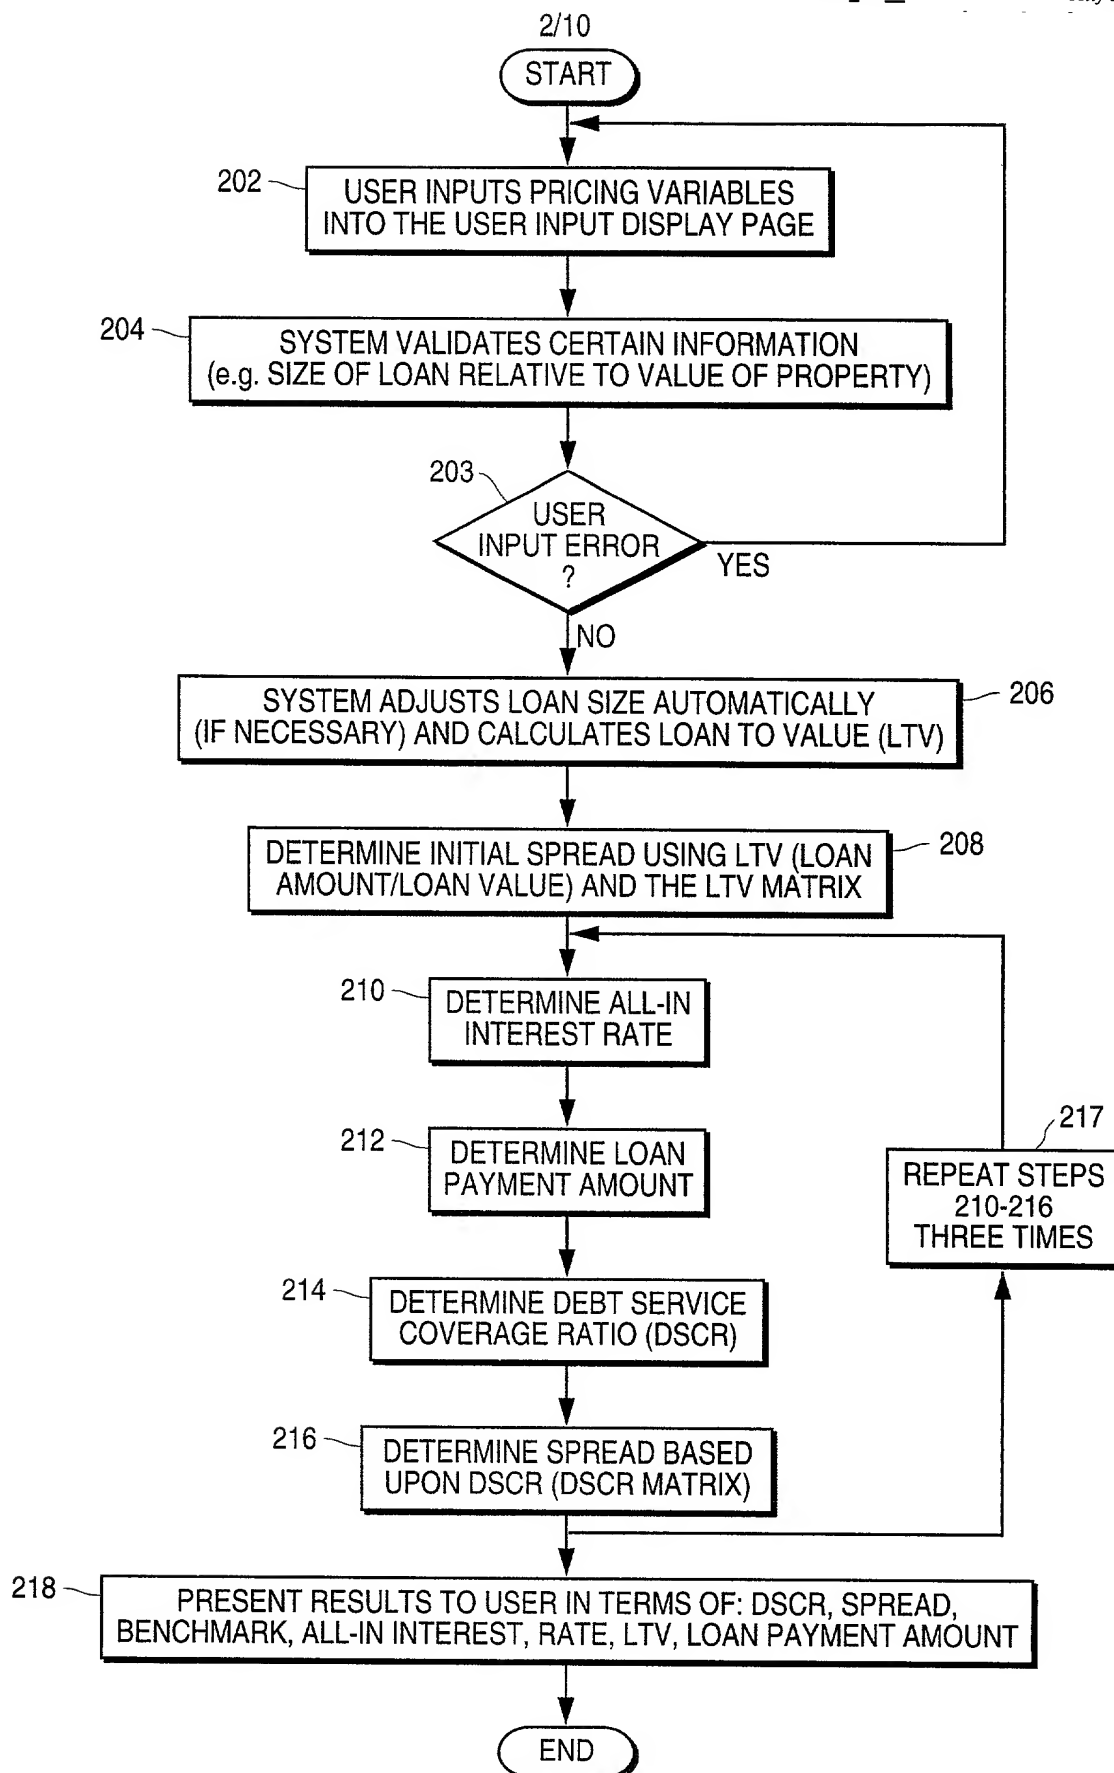 2/10
START
202
USER INPUTS PRICING VARIABLES
INTO THE USER INPUT DISPLAY PAGE
204
SYSTEM VALIDATES CERTAIN INFORMATION
(e.g. SIZE OF LOAN RELATIVE TO VALUE OF PROPERTY)
203
USER
INPUT ERROR
?
YES
NO
SYSTEM ADJUSTS LOAN SIZE AUTOMATICALLY
(IF NECESSARY) AND CALCULATES LOAN TO VALUE (LTV)
206
DETERMINE INITIAL SPREAD USING LTV (LOAN
AMOUNT/LOAN VALUE) AND THE LTV MATRIX
208
210
DETERMINE ALL-IN
INTEREST RATE
212
DETERMINE LOAN
PAYMENT AMOUNT
217
REPEAT STEPS
210-216
THREE TIMES
214
DETERMINE DEBT SERVICE
COVERAGE RATIO (DSCR)
216
DETERMINE SPREAD BASED
UPON DSCR (DSCR MATRIX)
218
PRESENT RESULTS TO USER IN TERMS OF: DSCR, SPREAD,
BENCHMARK, ALL-IN INTEREST, RATE, LTV, LOAN PAYMENT AMOUNT
END